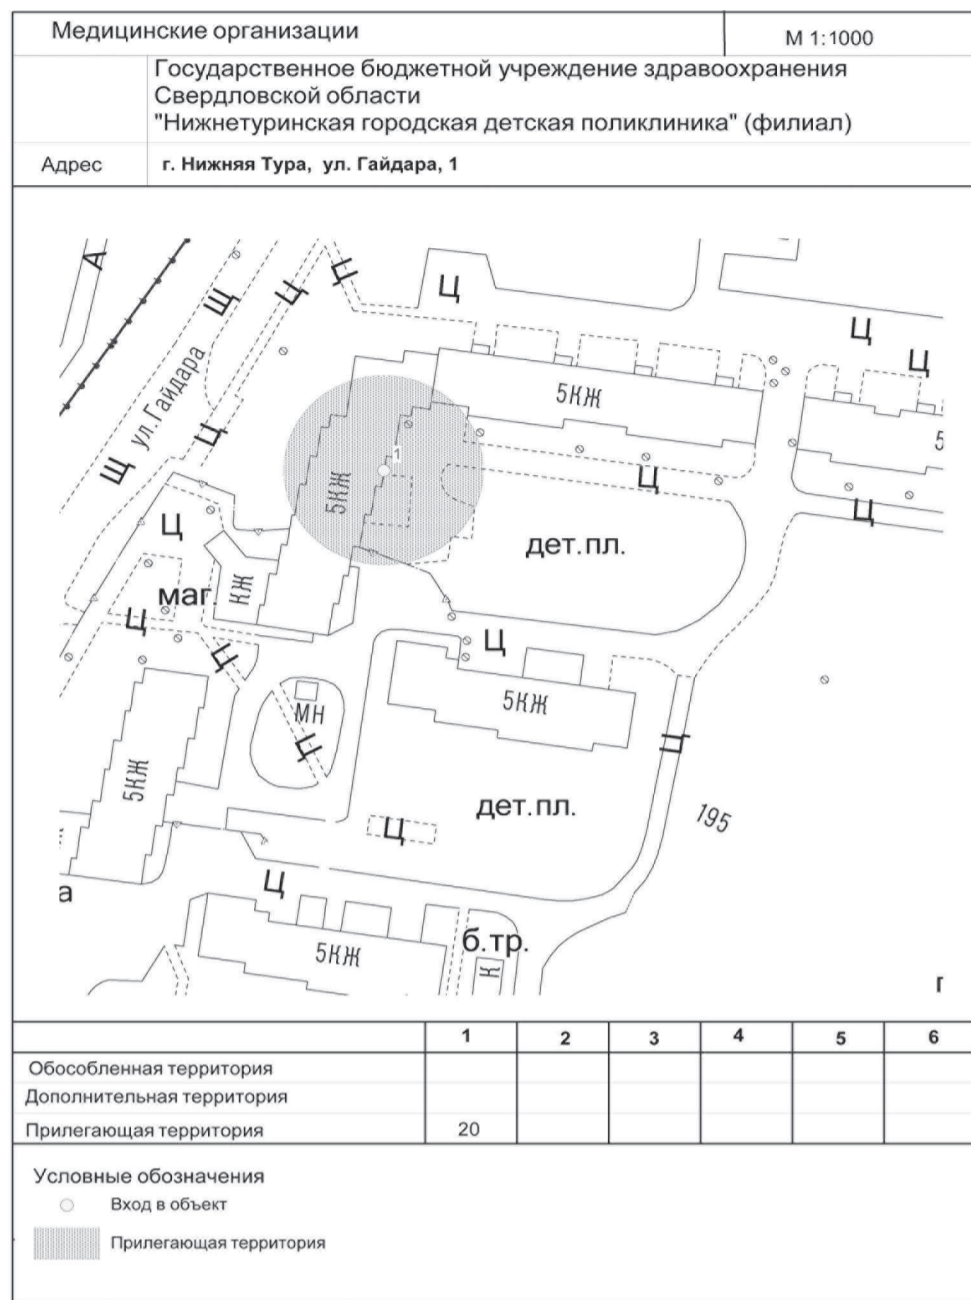 Медицинские организации
М 1:1000
Государственное бюджетной учреждение здравоохранения
Свердловской области
"Нижнетуринская городская детская поликлиника" (филиал)
Адрес
г. Нижняя Тура, ул. Гайдара, 1
А
Щ
Ц
Ц
Ц
Ц
Ц
ул.Гайдара
5КЖ
Ц
1
5
Щ
5КЖ
Ц
Ц
Ц
дет.пл.
КЖ
маг.
Ц
Ц
Ц
5КЖ
МН
Ц
Ц
5КЖ
дет.пл.
195
Ц
Ц
а
5КЖ
б.тр.
К
г
1 2 3 4 5 6
Обособленная территория
Дополнительная территория
Прилегающая территория 20
Условные обозначения
Вход в объект
Прилегающая территория